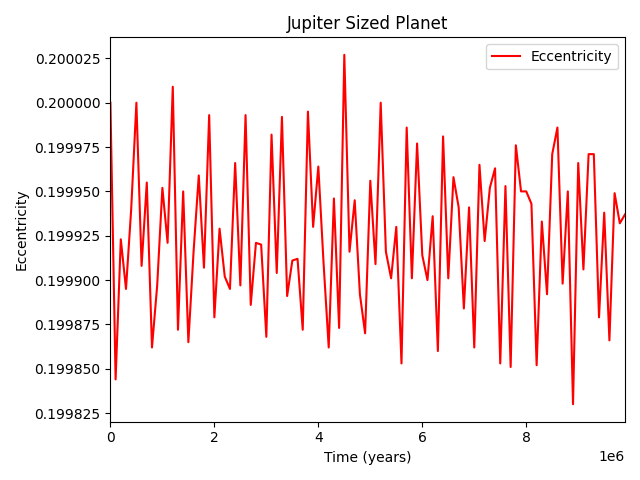 Jupiter Sized Planet
Eccentricity
0.200025
0.200000
0.199975
0.199950
0.199925
0.199900
0.199875
0.199850
0.199825
Eccentricity
0
2
4
6
8
1e6
Time (years)